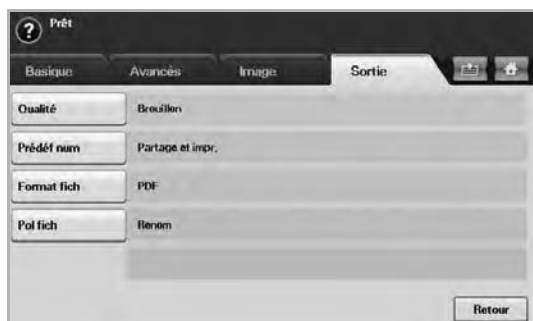 ? Prêt
Basique Avancés Image Sortie
Qualité Brouillon
Prédéf num Partage et impr.
Format fich PDF
Pol fich Renom
Retour